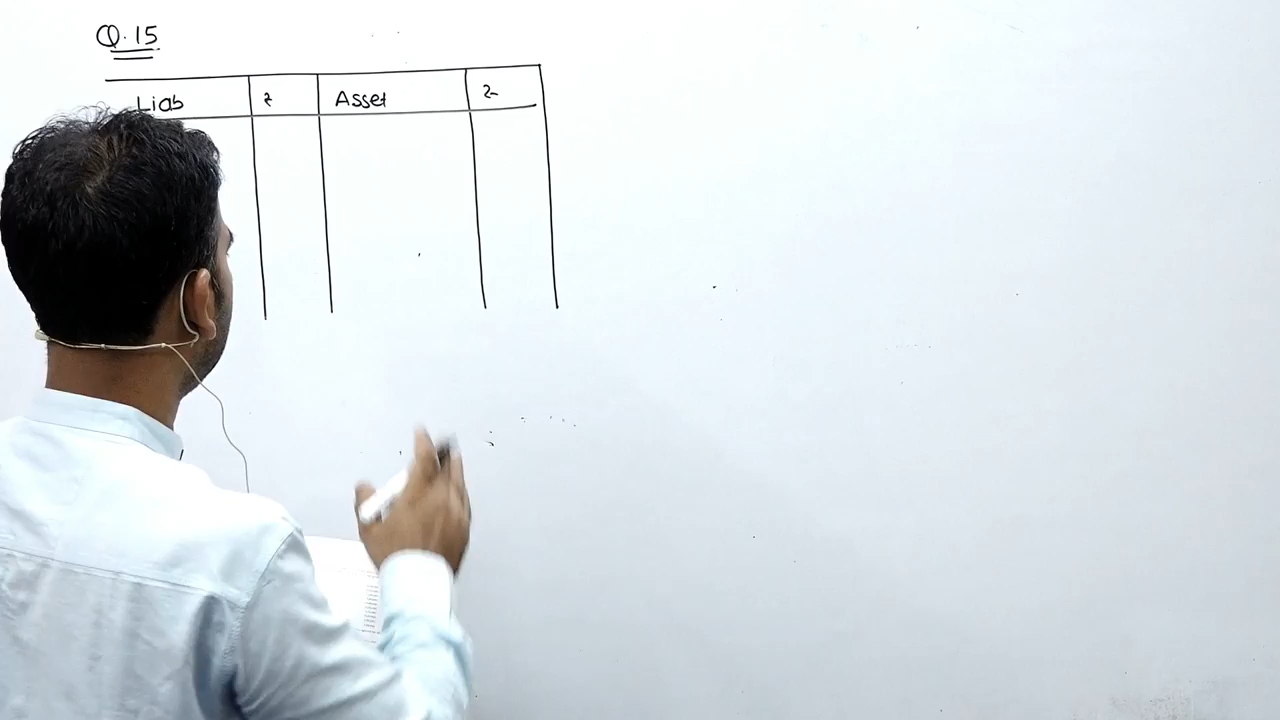 Q.15
Liab ₹ Asset ₹